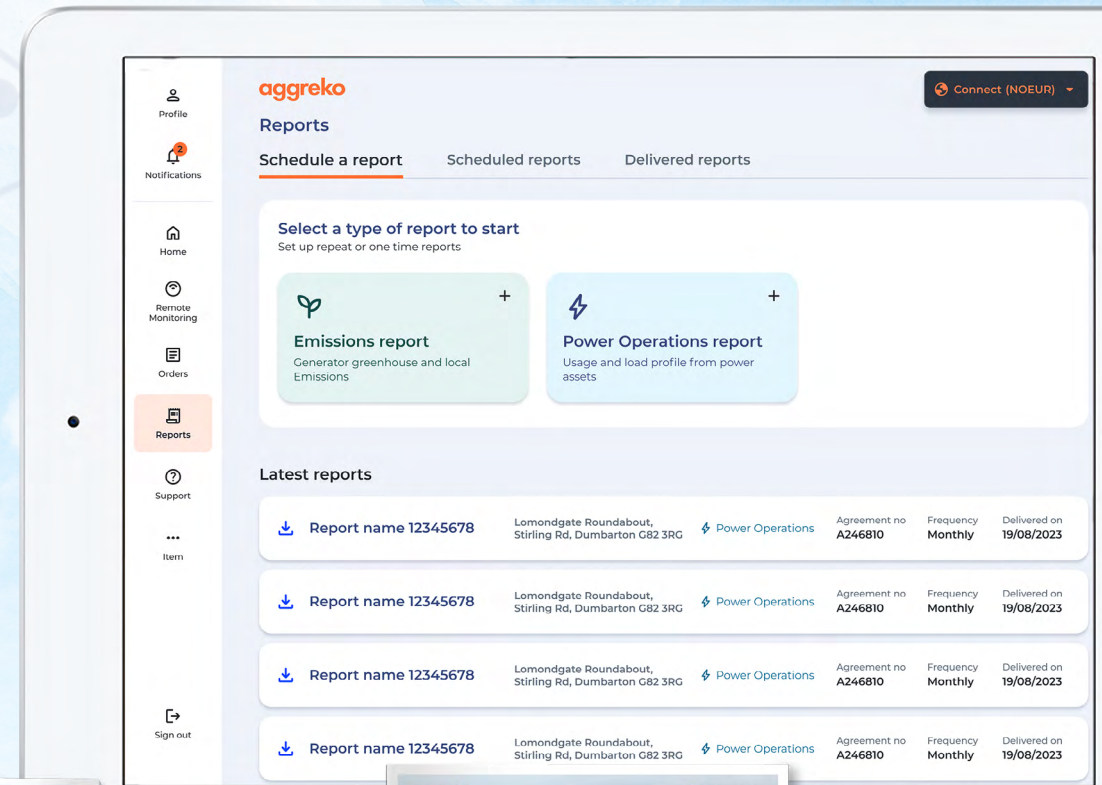 Profile
2
Notifications
Home
Remote
Monitoring
Orders
Reports
Support
Item
Sign out
aggreko
Connect (NOEUR)
Reports
Schedule a report
Scheduled reports
Delivered reports
Select a type of report to start
Set up repeat or one time reports
Emissions report
Generator greenhouse and local
Emissions
Power Operations report
Usage and load profile from power
assets
Latest reports
Report name 12345678
Lomondgate Roundabout,
Stirling Rd, Dumbarton G82 3RG
Power Operations
Agreement no
A246810
Frequency
Monthly
Delivered on
19/08/2023
Report name 12345678
Lomondgate Roundabout,
Stirling Rd, Dumbarton G82 3RG
Power Operations
Agreement no
A246810
Frequency
Monthly
Delivered on
19/08/2023
Report name 12345678
Lomondgate Roundabout,
Stirling Rd, Dumbarton G82 3RG
Power Operations
Agreement no
A246810
Frequency
Monthly
Delivered on
19/08/2023
Report name 12345678
Lomondgate Roundabout,
Stirling Rd, Dumbarton G82 3RG
Power Operations
Agreement no
A246810
Frequency
Monthly
Delivered on
19/08/2023